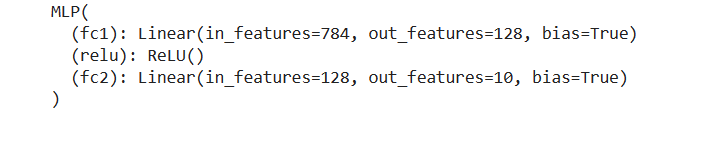 MLP(
(fc1): Linear(in_features=784, out_features=128, bias=True)
(relu): ReLU()
(fc2): Linear(in_features=128, out_features=10, bias=True)
)